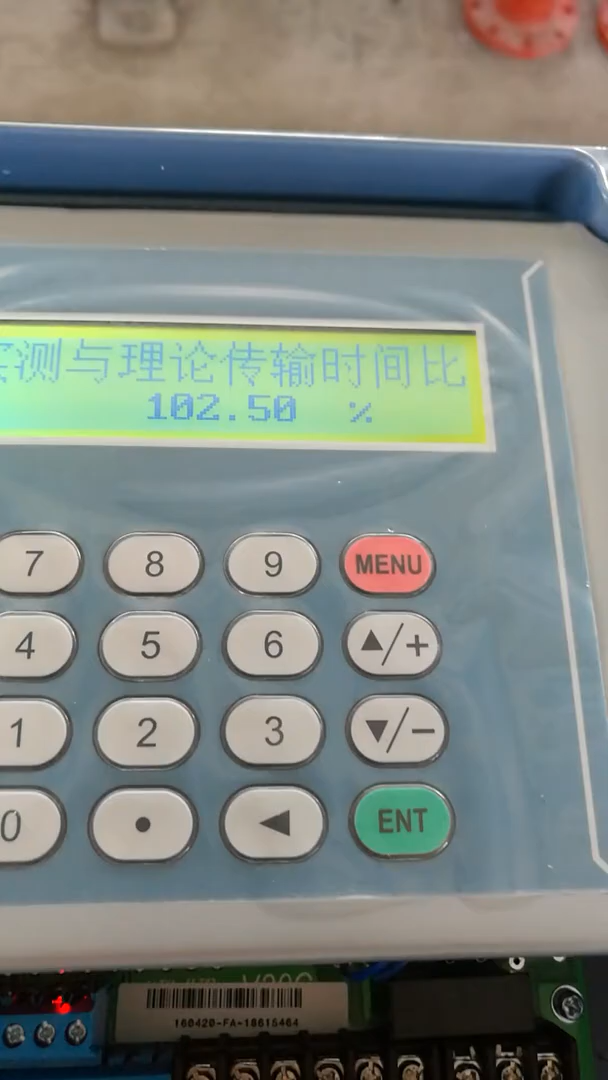 测与理论传输时间比
102.50 %
7 8 9 MENU
4 5 6 ▲/+
1 2 3 ▼/−
0 • ◀ ENT
160420-FA-18615464